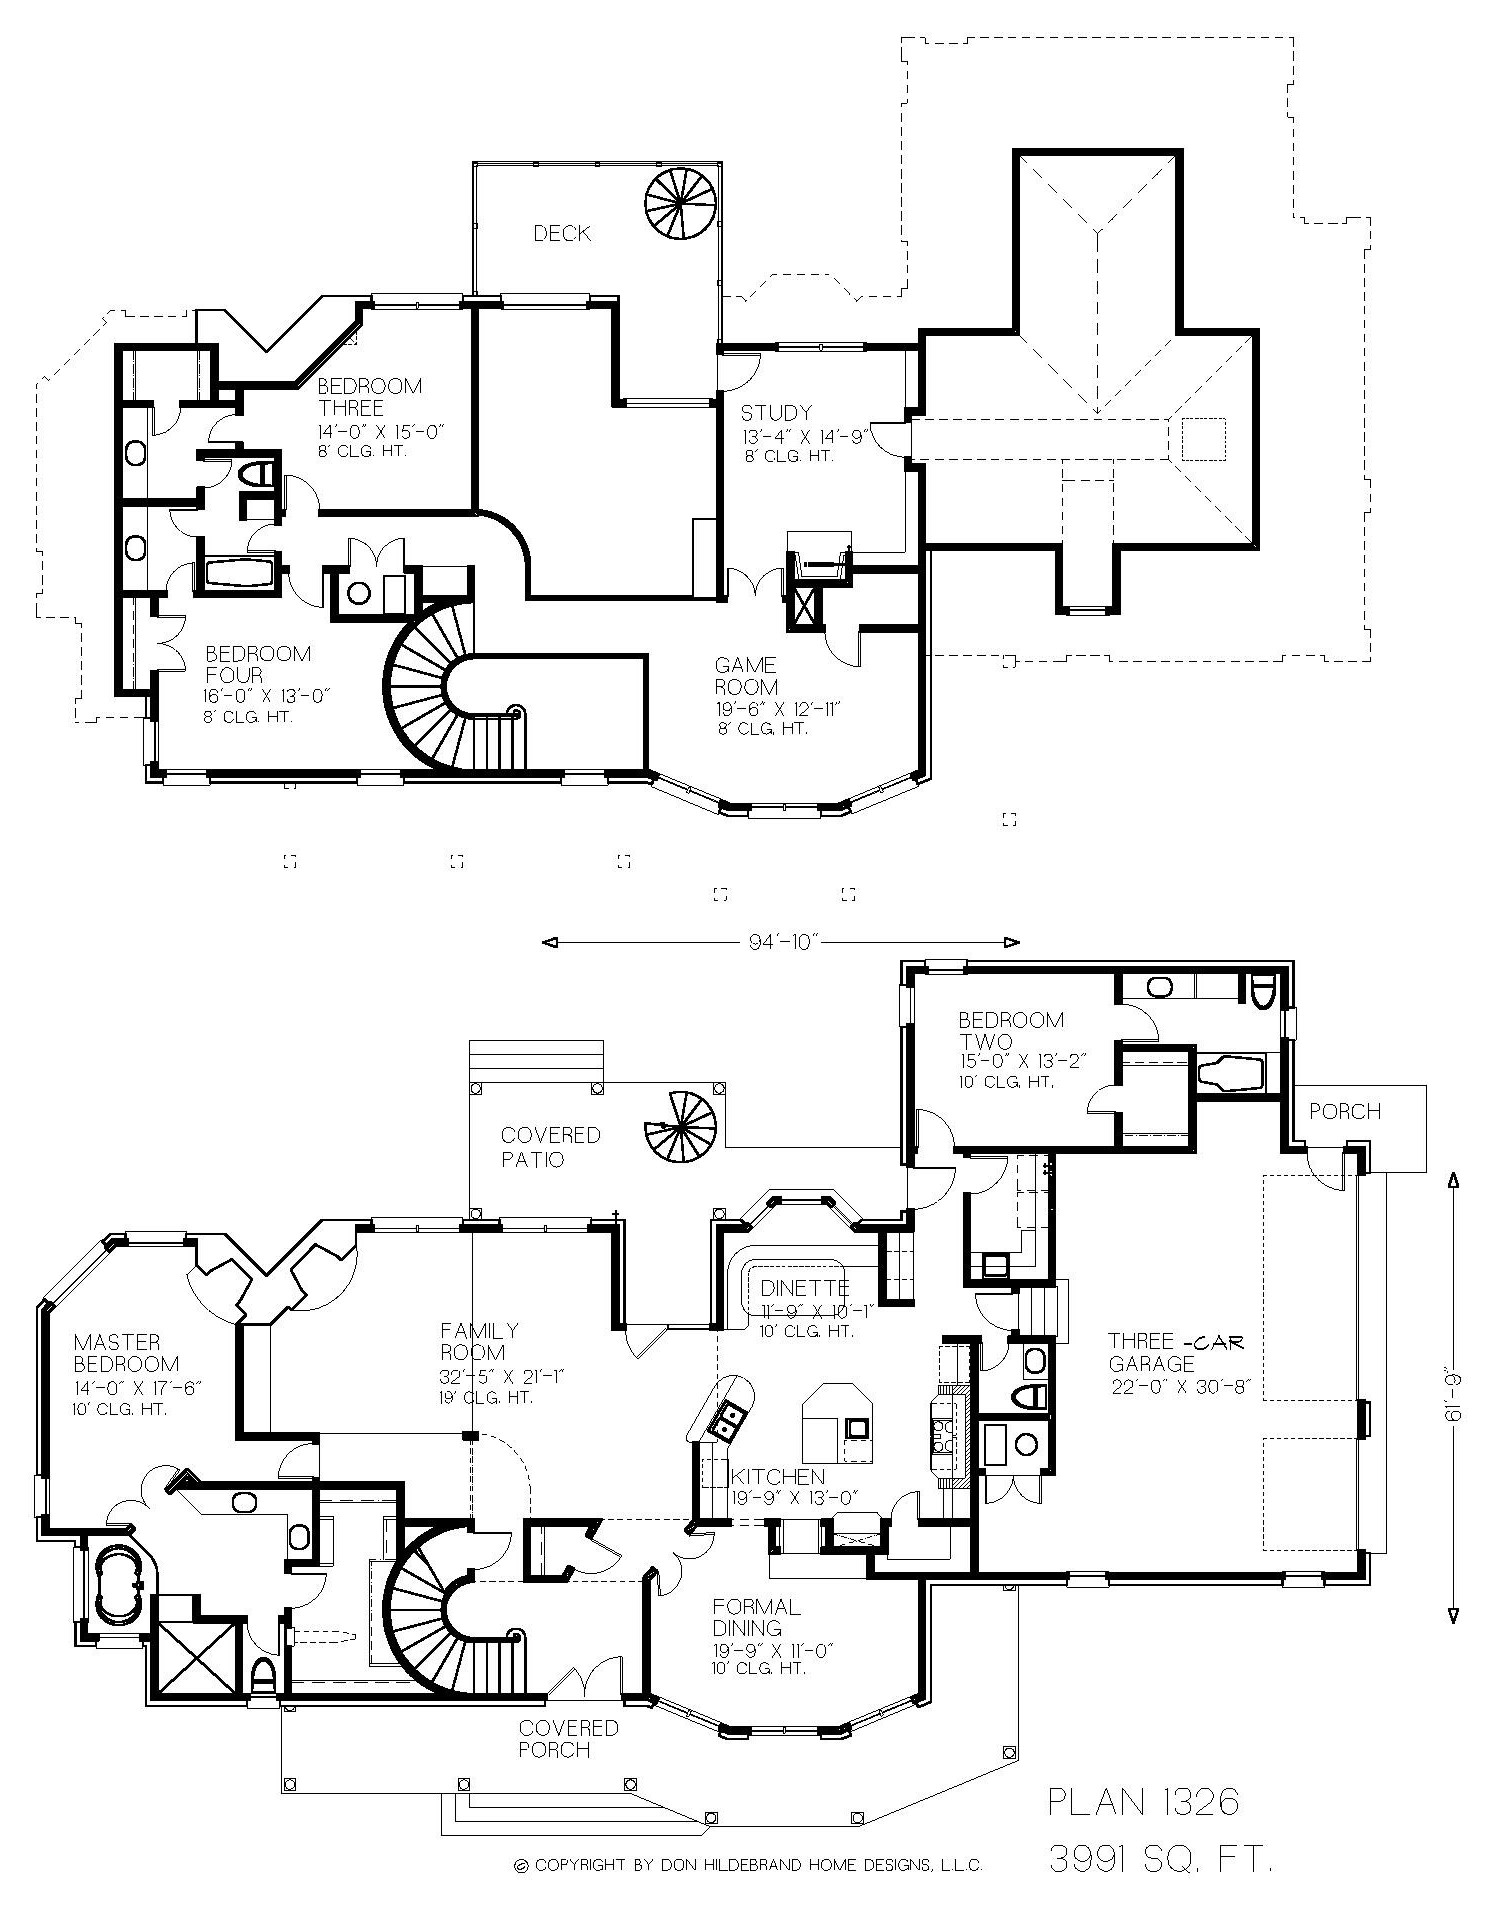 DECK
BEDROOM
THREE
14'-0" X 15'-0"
8' CLG. HT.
STUDY
13'-4" X 14'-9"
8' CLG. HT.
BEDROOM
FOUR
16'-0" X 13'-0"
8' CLG. HT.
GAME
ROOM
19'-6" X 12'-11"
8' CLG. HT.
94'-10"
BEDROOM
TWO
15'-0" X 13'-2"
10' CLG. HT.
PORCH
COVERED
PATIO
DINETTE
11'-9" X 10'-1"
10' CLG. HT.
MASTER
BEDROOM
14'-0" X 17'-6"
10' CLG. HT.
FAMILY
ROOM
32'-5" X 21'-1"
19' CLG. HT.
THREE -CAR
GARAGE
22'-0" X 30'-8"
61'-9"
KITCHEN
19'-9" X 13'-0"
FORMAL
DINING
19'-9" X 11'-0"
10' CLG. HT.
COVERED
PORCH
PLAN 1326
3991 SQ. FT.
© COPYRIGHT BY DON HILDEBRAND HOME DESIGNS, L.L.C.